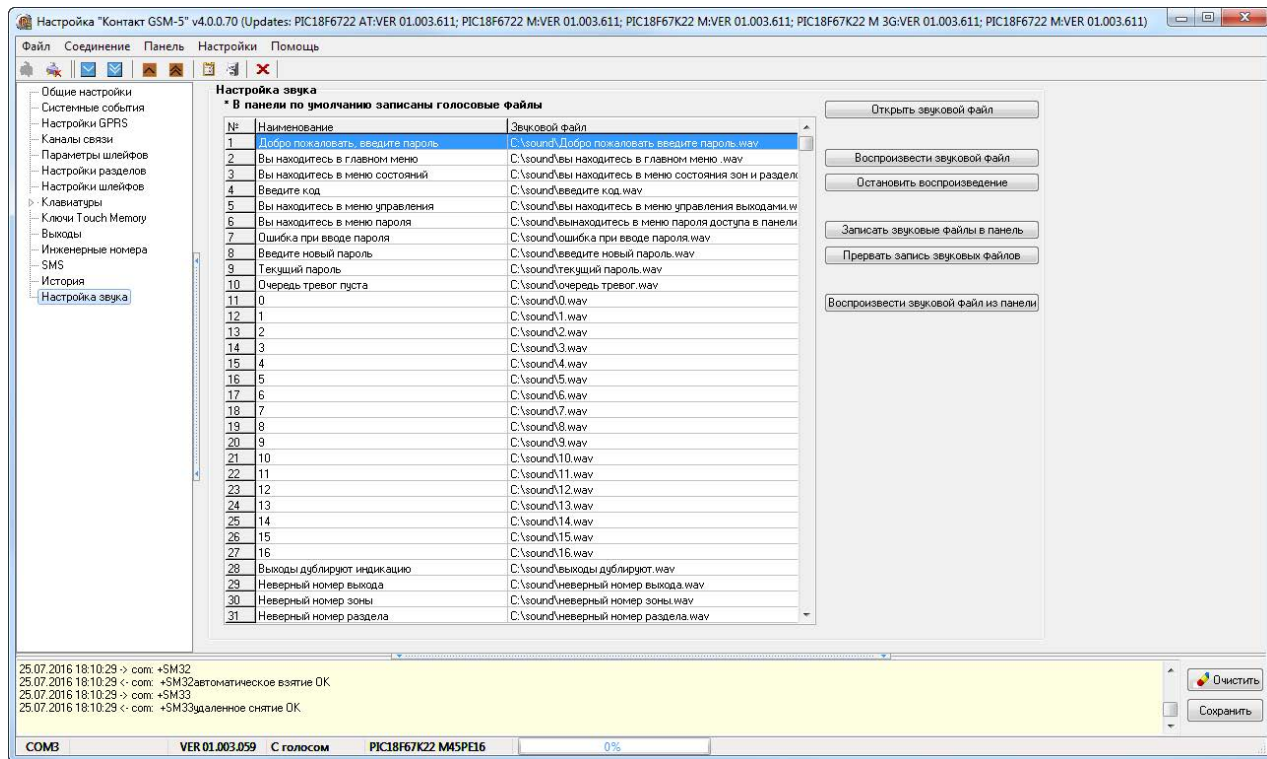 Настройка "Контакт GSM-5" v4.0.0.70 (Updates: PIC18F6722 AT:VER 01.003.611; PIC18F6722 M:VER 01.003.611; PIC18F67K22 M:VER 01.003.611; PIC18F67K22 M 3G:VER 01.003.611; PIC18F6722 M:VER 01.003.611)
Файл Соединение Панель Настройки Помощь
Общие настройки
Системные события
Настройки GPRS
Каналы связи
Параметры шлейфов
Настройки разделов
Настройки шлейфов
Клавиатуры
Ключи Touch Memory
Выходы
Инженерные номера
SMS
История
Настройка звука
Настройка звука
* В панели по умолчанию записаны голосовые файлы
№ Наименование Звуковой файл
1 Добро пожаловать, введите пароль C:\sound\Добро пожаловать введите пароль.wav
2 Вы находитесь в главном меню C:\sound\вы находитесь в главном меню .wav
3 Вы находитесь в меню состояний C:\sound\вы находитесь в меню состояния зон и раздело
4 Введите код C:\sound\введите код.wav
5 Вы находитесь в меню управления C:\sound\вы находитесь в меню управления выходами.w
6 Вы находитесь в меню пароля C:\sound\вынаходитесь в меню пароля доступа в панели
7 Ошибка при вводе пароля C:\sound\ошибка при вводе пароля.wav
8 Введите новый пароль C:\sound\введите новый пароль.wav
9 Текущий пароль C:\sound\текущий пароль.wav
10 Очередь тревог пуста C:\sound\очередь тревог.wav
11 0 C:\sound\0.wav
12 1 C:\sound\1.wav
13 2 C:\sound\2.wav
14 3 C:\sound\3.wav
15 4 C:\sound\4.wav
16 5 C:\sound\5.wav
17 6 C:\sound\6.wav
18 7 C:\sound\7.wav
19 8 C:\sound\8.wav
20 9 C:\sound\9.wav
21 10 C:\sound\10.wav
22 11 C:\sound\11.wav
23 12 C:\sound\12.wav
24 13 C:\sound\13.wav
25 14 C:\sound\14.wav
26 15 C:\sound\15.wav
27 16 C:\sound\16.wav
28 Выходы дублируют индикацию C:\sound\выходы дублируют.wav
29 Неверный номер выхода C:\sound\неверный номер выхода.wav
30 Неверный номер зоны C:\sound\неверный номер зоны.wav
31 Неверный номер раздела C:\sound\неверный номер раздела.wav
Открыть звуковой файл
Воспроизвести звуковой файл
Остановить воспроизведение
Записать звуковые файлы в панель
Прервать запись звуковых файлов
Воспроизвести звуковой файл из панели
25.07.2016 18:10:29 -> com: +SM32
25.07.2016 18:10:29 <- com: +SM32автоматическое взятие OK
25.07.2016 18:10:29 -> com: +SM33
25.07.2016 18:10:29 <- com: +SM33удаленное снятие OK
Очистить
Сохранить
COM3 VER 01.003.059 С голосом PIC18F67K22 M45PE16 0%